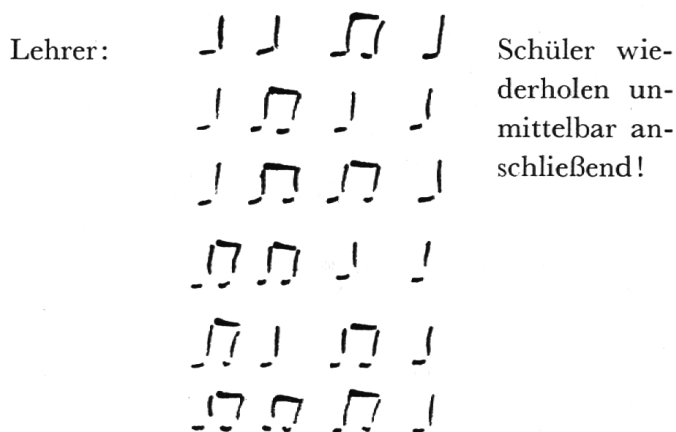 Lehrer:
Schüler wie-
derholen un-
mittelbar an-
schließend!